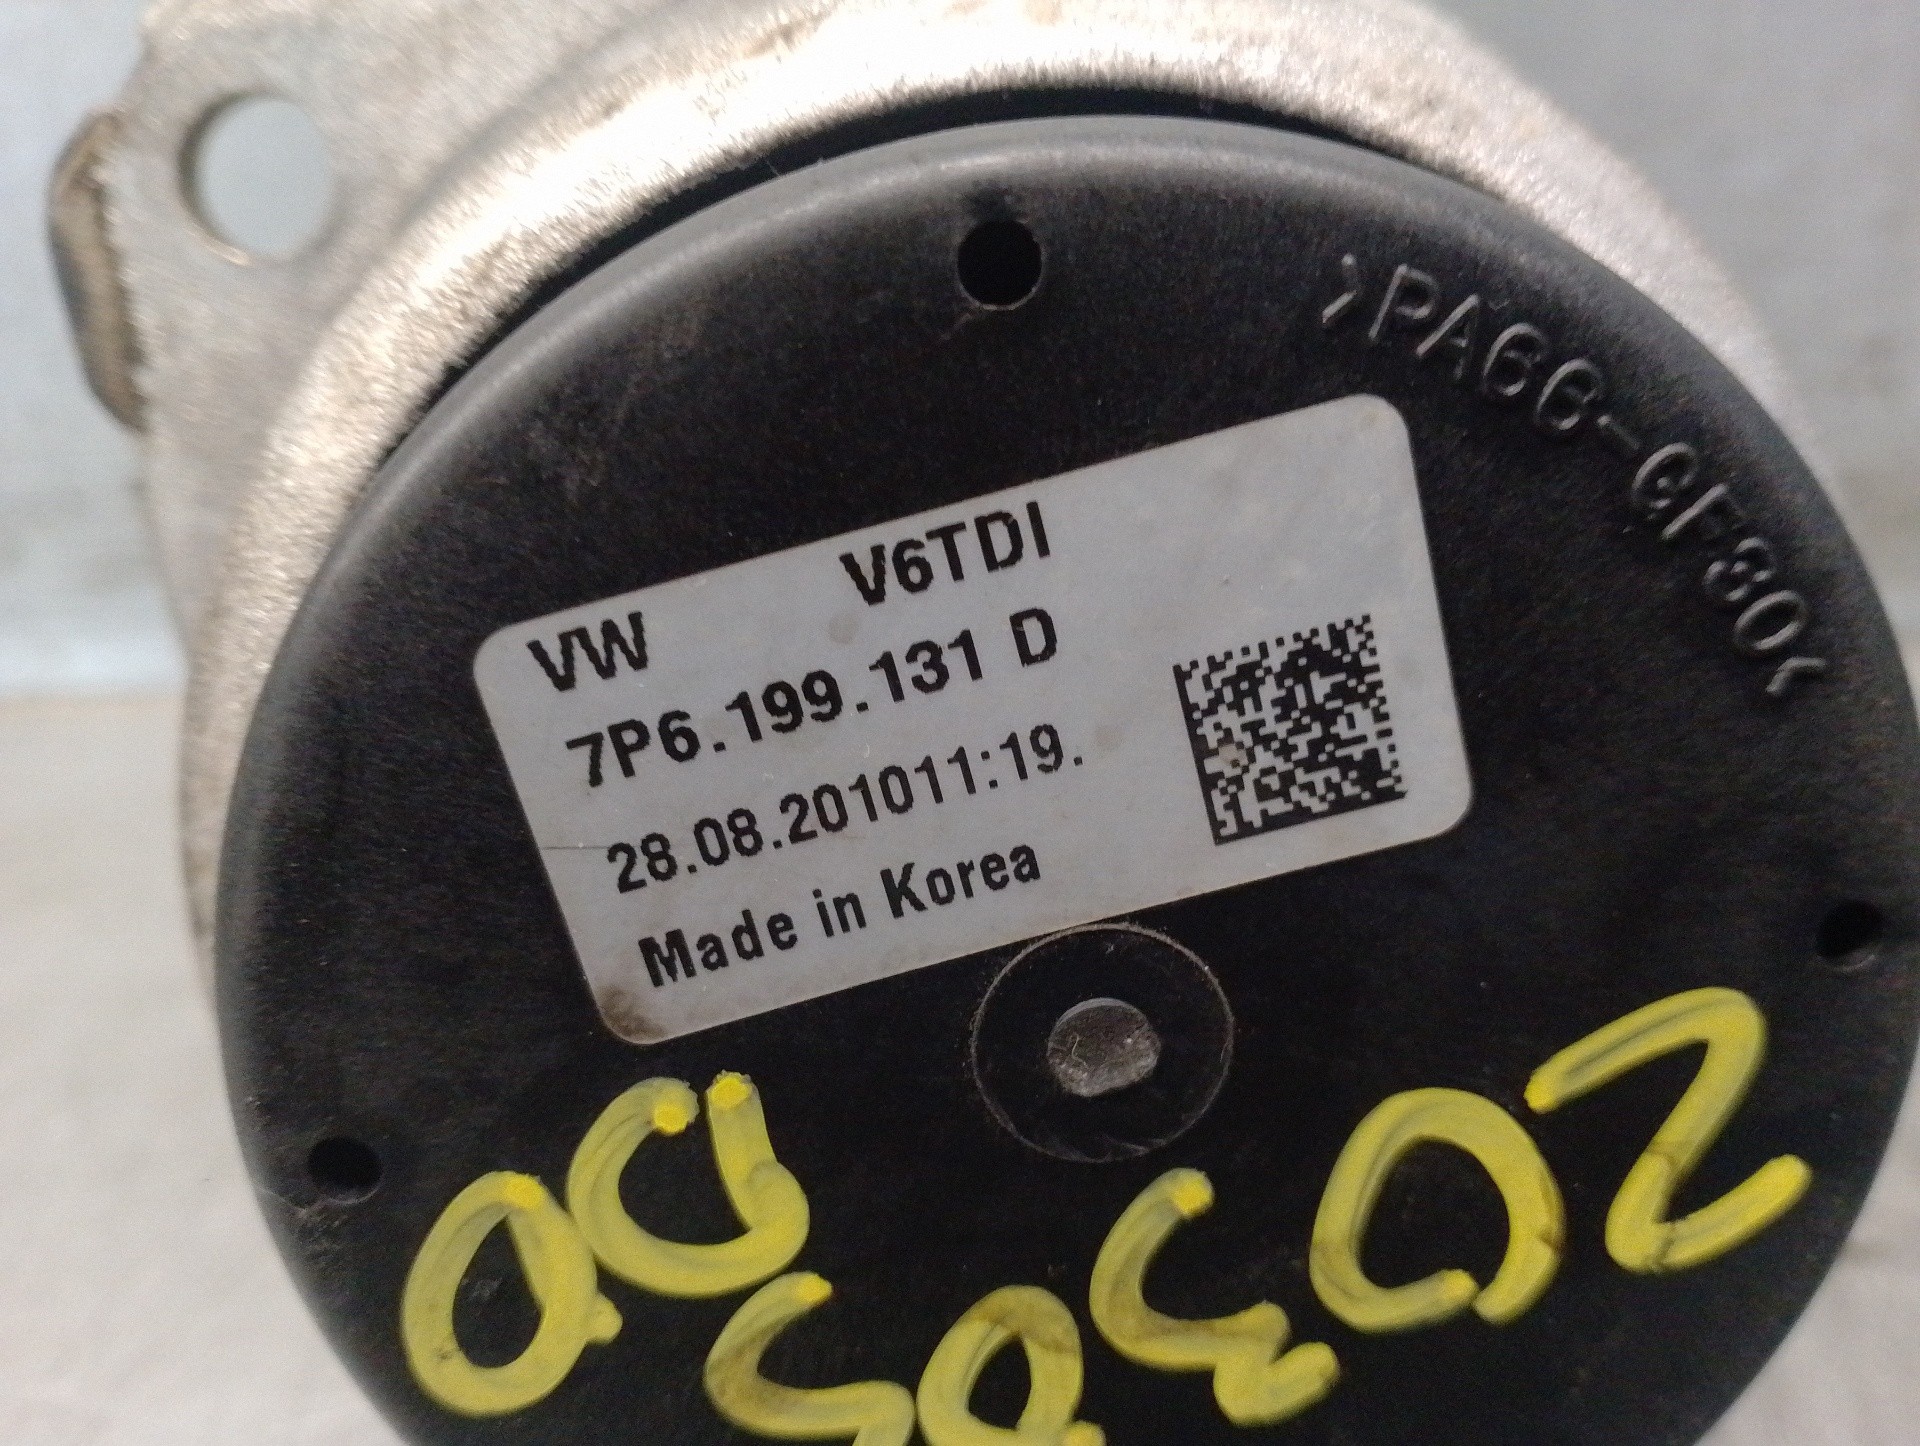 >PA66-GF30<
VW V6TDI
7P6.199.131 D
28.08.201011:19.
Made in Korea